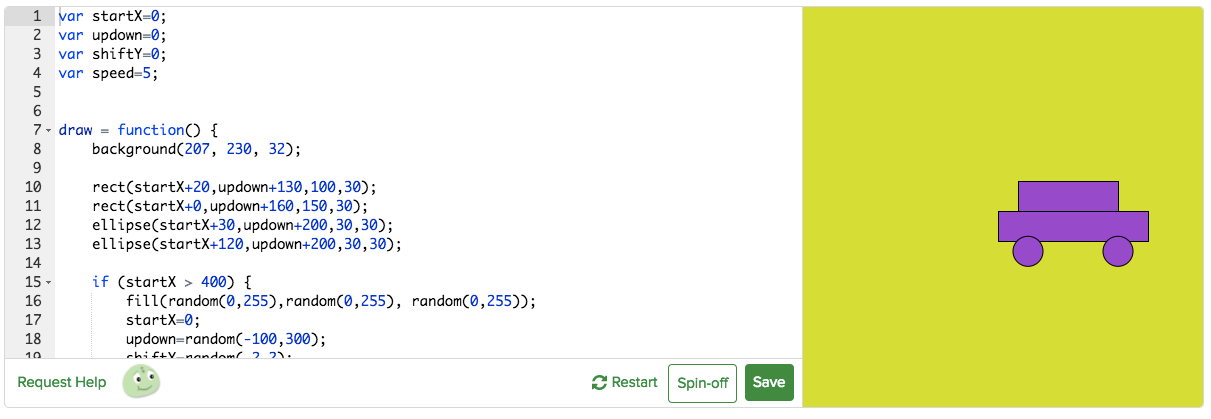 1 var startX=0;
2 var updown=0;
3 var shiftY=0;
4 var speed=5;
5
6
7 draw = function() {
8 background(207, 230, 32);
9
10 rect(startX+20,updown+130,100,30);
11 rect(startX+0,updown+160,150,30);
12 ellipse(startX+30,updown+200,30,30);
13 ellipse(startX+120,updown+200,30,30);
14
15 if (startX > 400) {
16 fill(random(0,255),random(0,255), random(0,255));
17 startX=0;
18 updown=random(-100,300);
19 shiftY=random(-2,2);
Request Help
Restart
Spin-off
Save